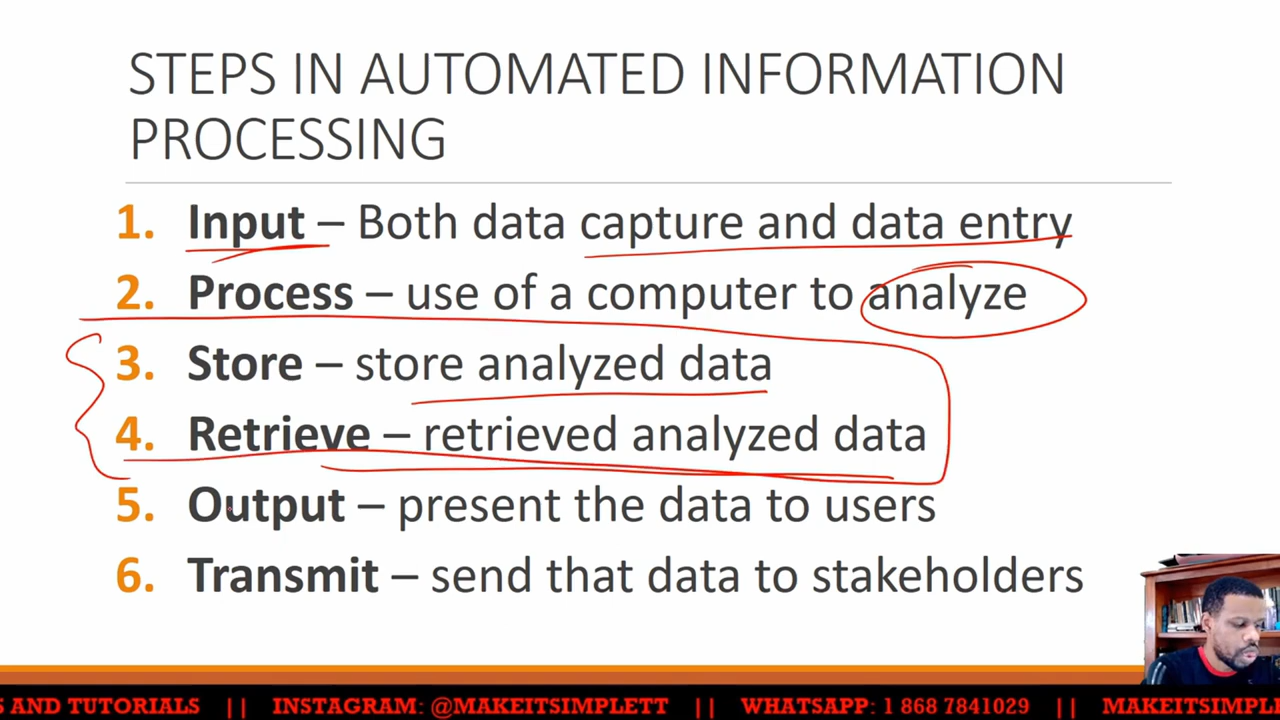 STEPS IN AUTOMATED INFORMATION
PROCESSING
1. Input – Both data capture and data entry
2. Process – use of a computer to analyze
3. Store – store analyzed data
4. Retrieve – retrieved analyzed data
5. Output – present the data to users
6. Transmit – send that data to stakeholders
S AND TUTORIALS || INSTAGRAM: @MAKEITSIMPLETT || WHATSAPP: 1 868 7841029 || MAKEITSIMPLE